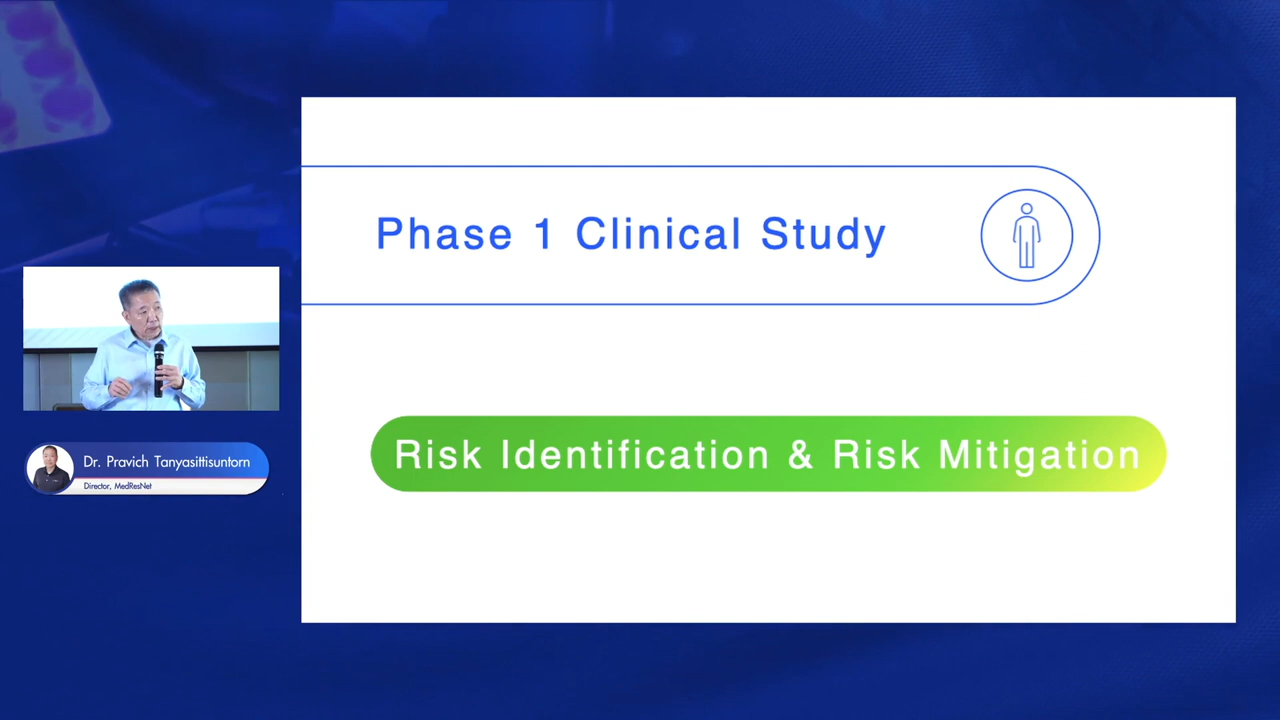 Phase 1 Clinical Study
Risk Identification & Risk Mitigation
Dr. Pravich Tanyasittisuntorn
Director, MedResNet